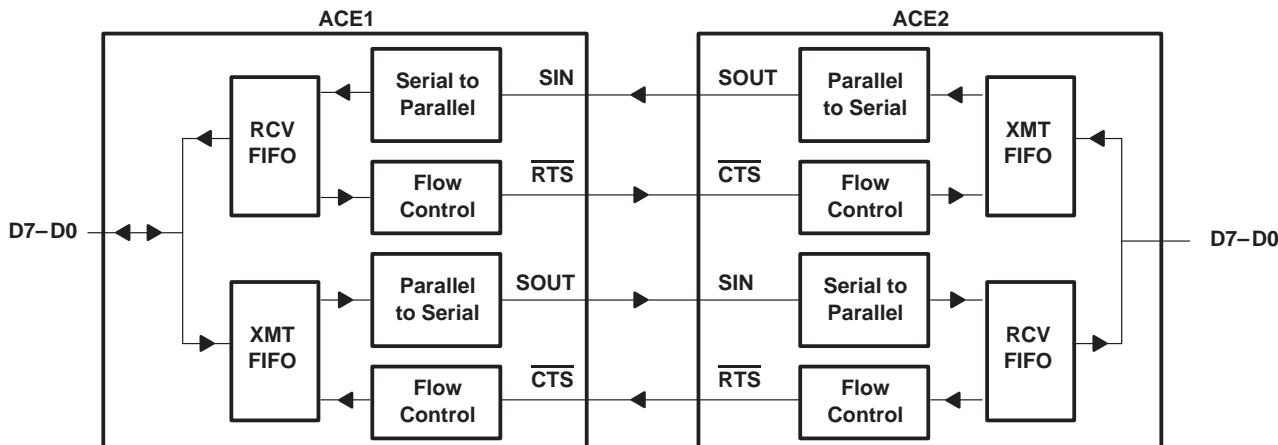 ACE1
ACE2
Serial to
Parallel
SIN
SOUT
Parallel
to Serial
RCV
FIFO
XMT
FIFO
Flow
Control
RTS
CTS
Flow
Control
D7–D0
D7–D0
Parallel
to Serial
SOUT
SIN
Serial to
Parallel
XMT
FIFO
RCV
FIFO
Flow
Control
CTS
RTS
Flow
Control